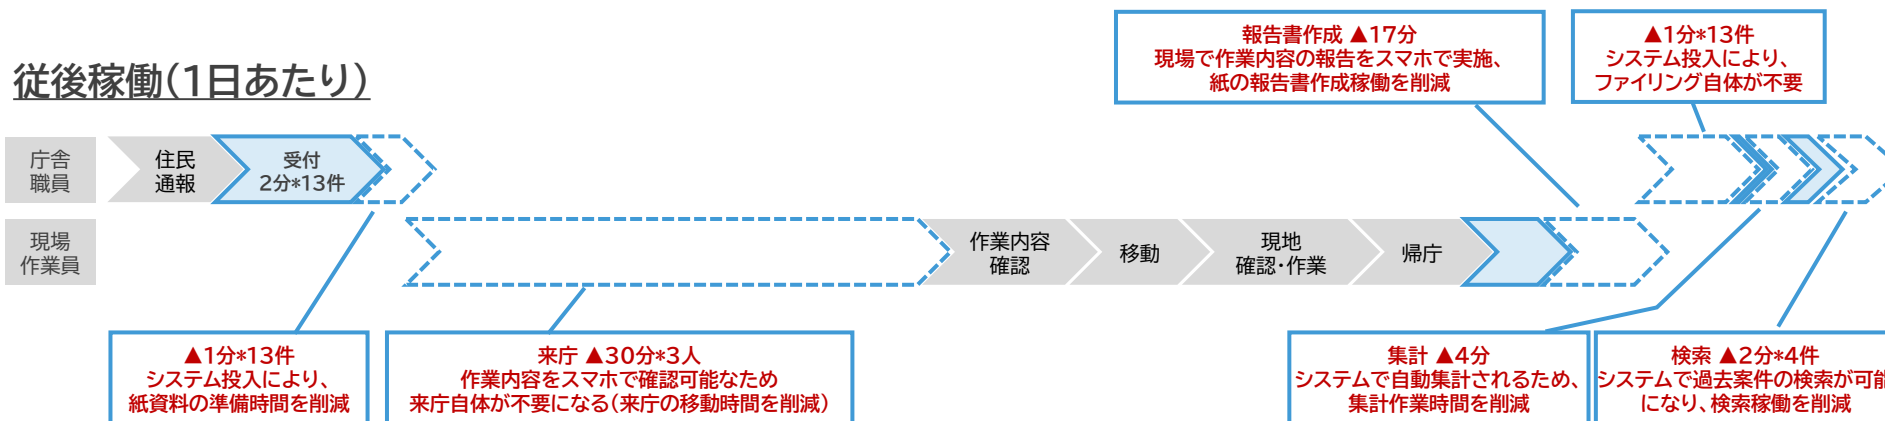 従後稼働(1日あたり)
報告書作成 ▲17分
現場で作業内容の報告をスマホで実施、
紙の報告書作成稼働を削減
▲1分*13件
システム投入により、
ファイリング自体が不要
庁舎
職員
住民
通報
受付
2分*13件
現場
作業員
作業内容
確認
移動
現地
確認・作業
帰庁
▲1分*13件
システム投入により、
紙資料の準備時間を削減
来庁 ▲30分*3人
作業内容をスマホで確認可能なため
来庁自体が不要になる(来庁の移動時間を削減)
集計 ▲4分
システムで自動集計されるため、
集計作業時間を削減
検索 ▲2分*4件
システムで過去案件の検索が可能
になり、検索稼働を削減